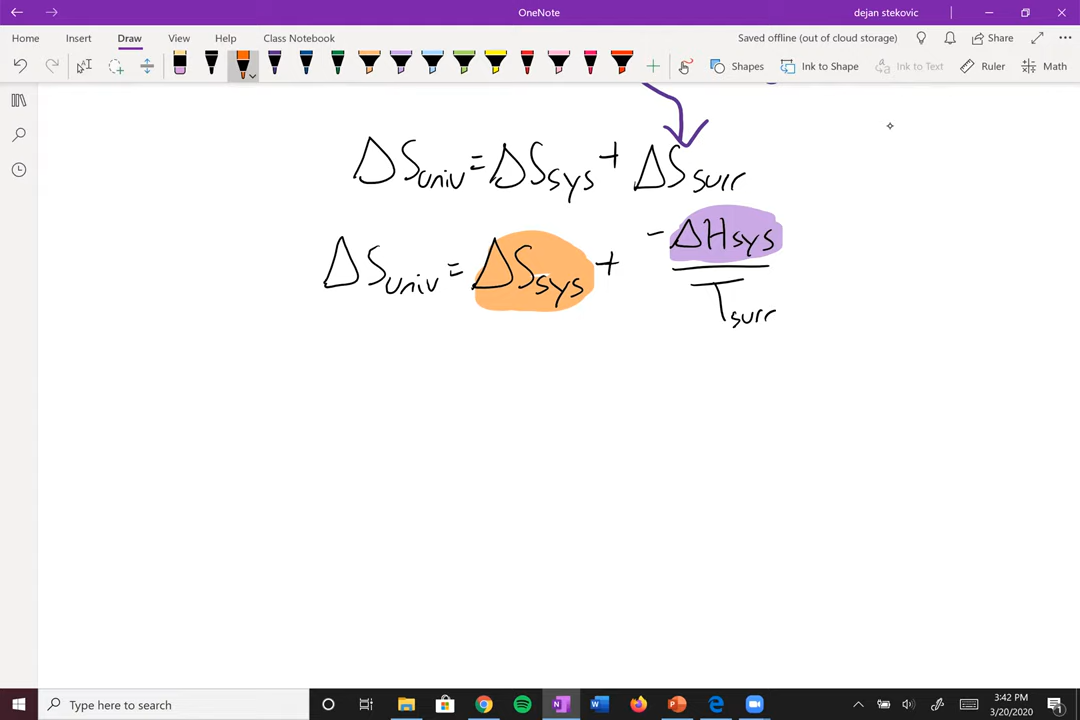 OneNote
dejan stekovic
Home Insert Draw View Help Class Notebook
Saved offline (out of cloud storage) Share
Shapes Ink to Shape Ink to Text Ruler Math
ΔSuniv=ΔSsys+ΔSsurr
ΔSuniv=ΔSsys+ -ΔHsys
Tsurr
Type here to search
3:42 PM
3/20/2020